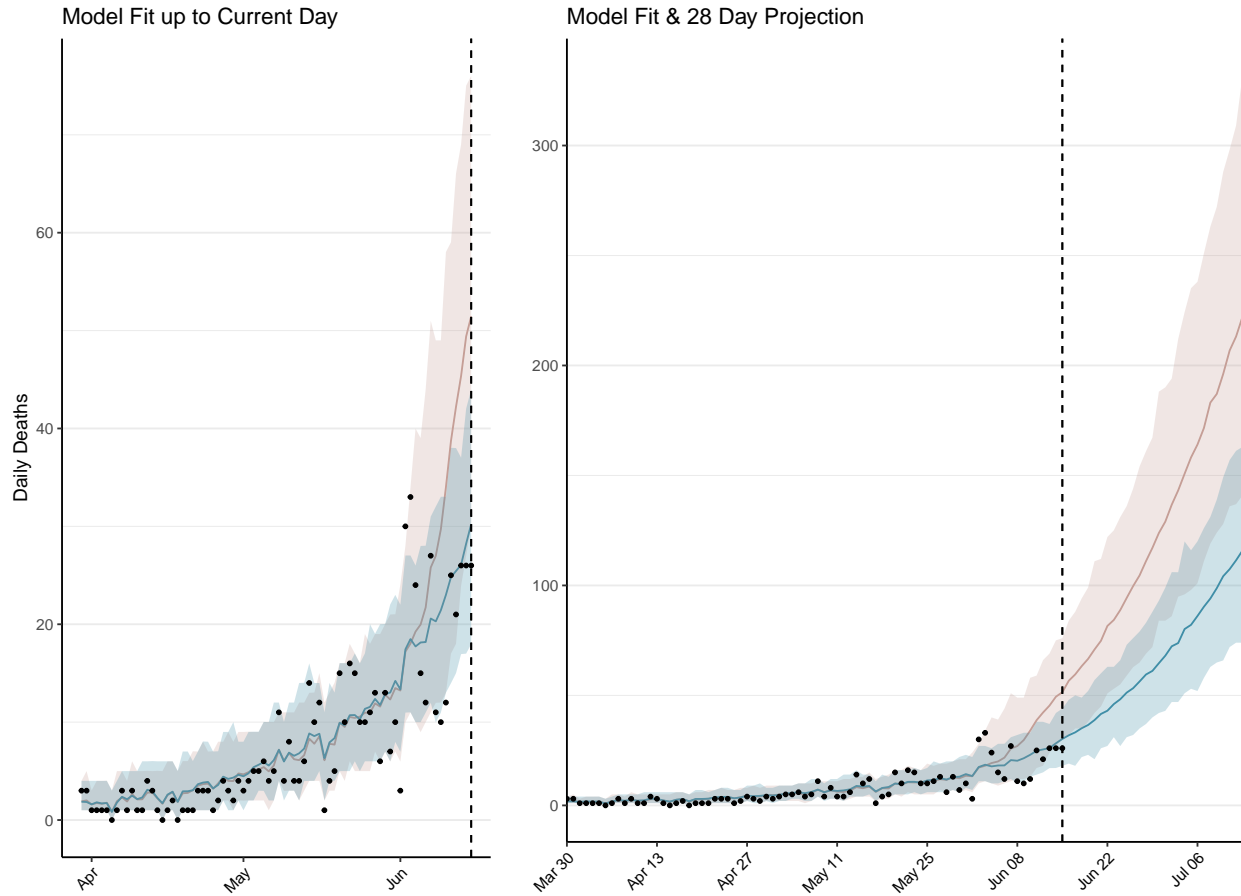 Model Fit up to Current Day
Daily Deaths
60
40
20
0
Apr
May
Jun
Model Fit & 28 Day Projection
300
200
100
0
Mar 30
Apr 13
Apr 27
May 11
May 25
Jun 08
Jun 22
Jul 06